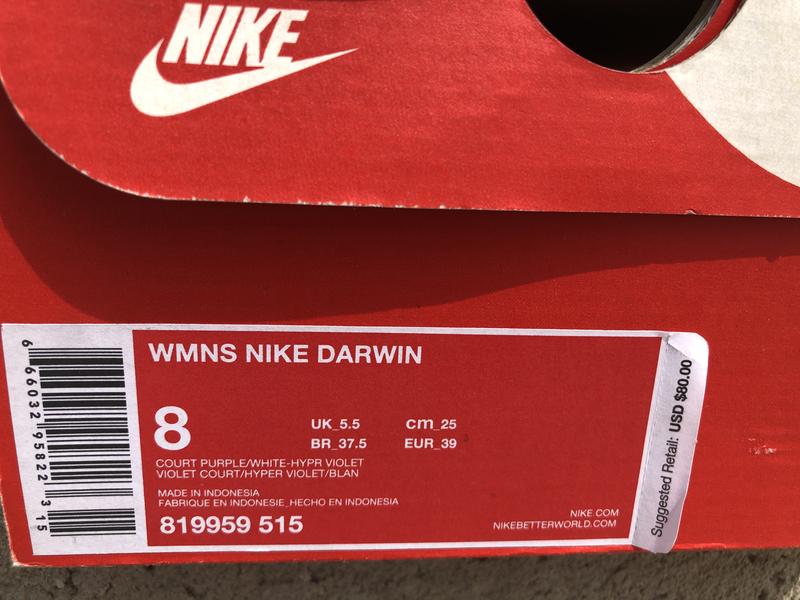 NIKE
WMNS NIKE DARWIN
8
UK_5.5 cm_25
BR_37.5 EUR_39
COURT PURPLE/WHITE-HYPR VIOLET
VIOLET COURT/HYPER VIOLET/BLAN
MADE IN INDONESIA
FABRIQUE EN INDONESIE_HECHO EN INDONESIA
819959 515
NIKE.COM
NIKEBETTERWORLD.COM
6 66032 95822 3 15
Suggested Retail: USD $80.00